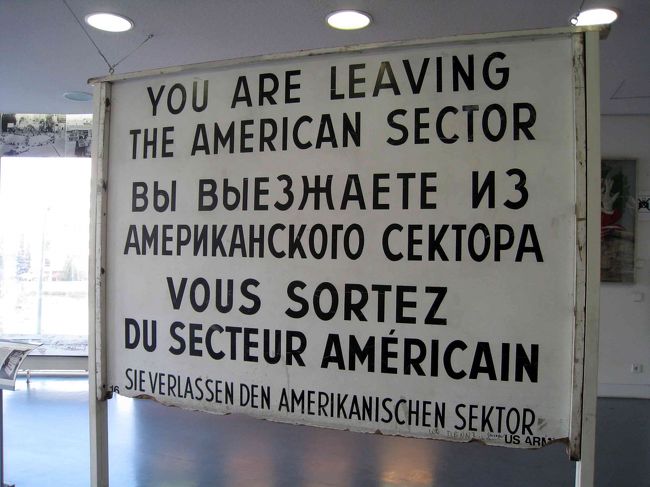 YOU ARE LEAVING
THE AMERICAN SECTOR
ВЫ ВЫЕЗЖАЕТЕ ИЗ
АМЕРИКАНСКОГО СЕКТОРА
VOUS SORTEZ
DU SECTEUR AMÉRICAIN
SIE VERLASSEN DEN AMERIKANISCHEN SEKTOR
US ARMY